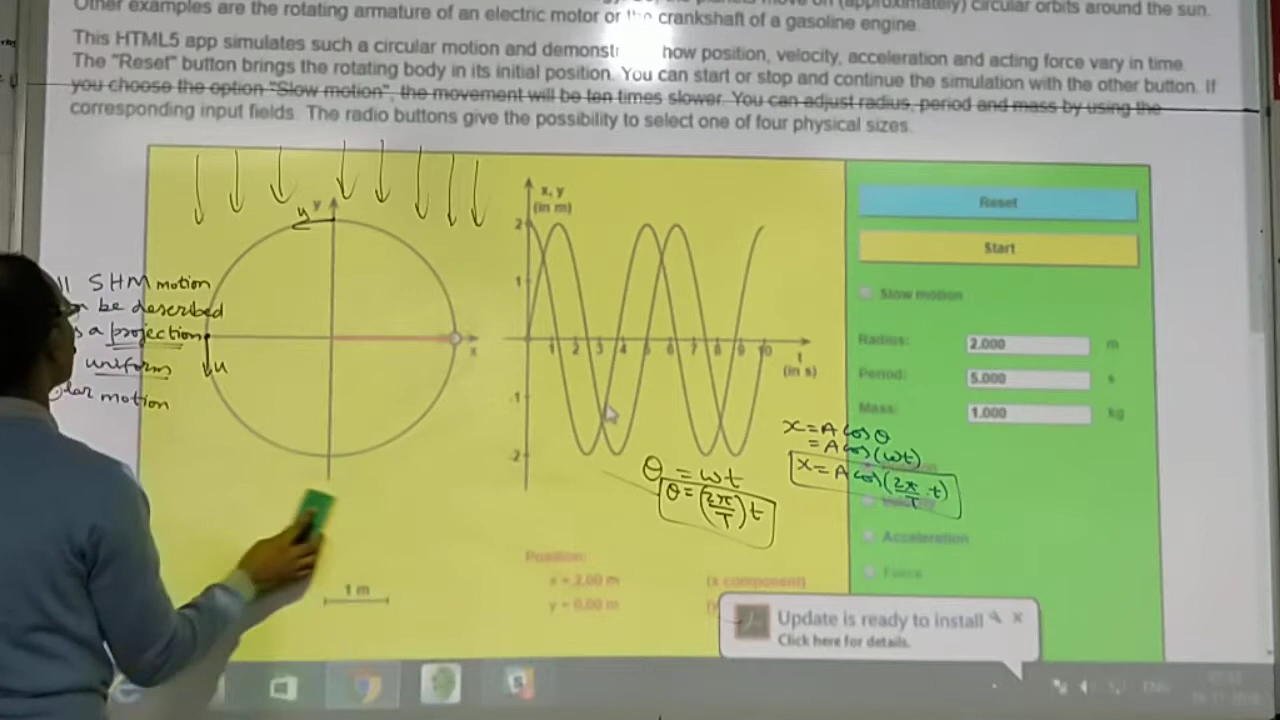 Other examples are the rotating armature of an electric motor or the crankshaft of a gasoline engine.
This HTML5 app simulates such a circular motion and demonst how position, velocity, acceleration and acting force vary in time.
The "Reset" button brings the rotating body in its initial position. You can start or stop and continue the simulation with the other button. If
you choose the option "Slow motion", the movement will be ten times slower. You can adjust radius, period and mass by using the
corresponding input fields. The radio buttons give the possibility to select one of four physical sizes.
y
u
x
SHM motion
be described
a projection
uniform
motion
u
1 m
x, y
(in m)
2
1
-1
-2
1 2 3 4 5 6 7 8 9 10
t
(in s)
θ = ωt
θ = (2π/T) t
x = A cos θ
= A cos(ωt)
x = A cos(2π/T . t)
Position:
x = 2.00 m (x component)
y = 0.00 m
Reset
Start
Slow motion
Radius: 2.000 m
Period: 5.000 s
Mass: 1.000 kg
Acceleration
Force
Update is ready to install
Click here for details.